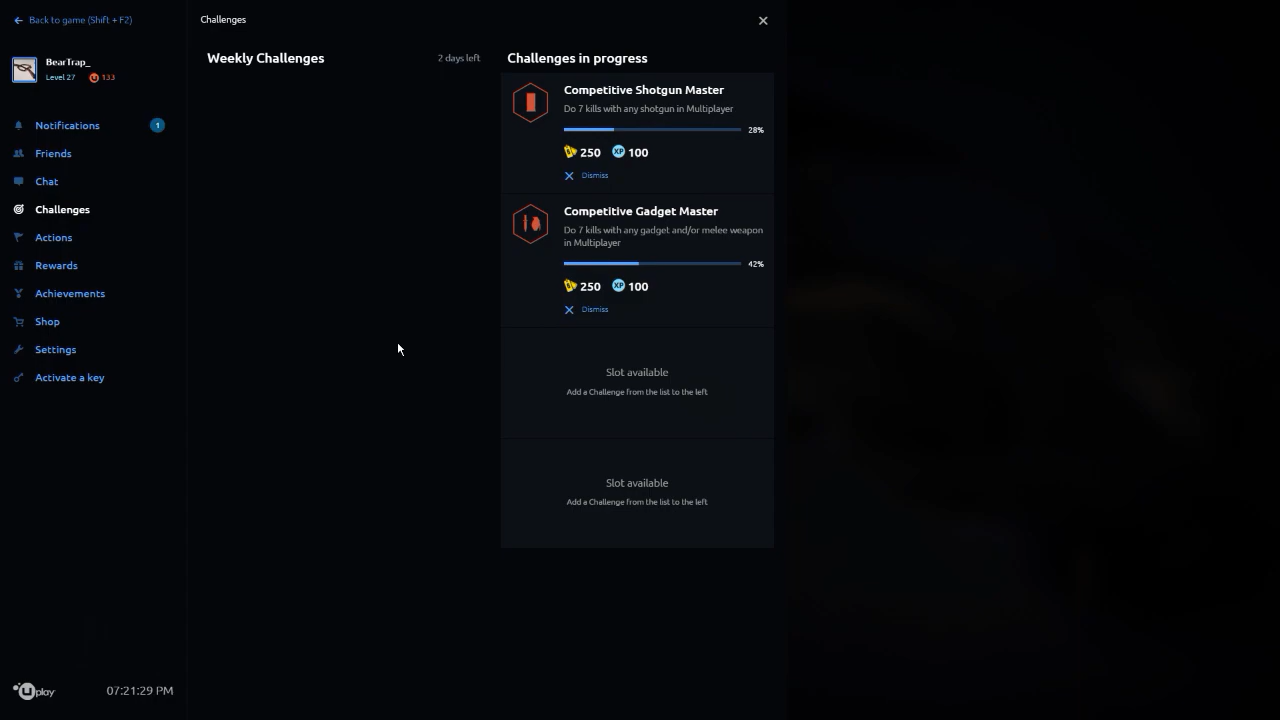 Back to game (Shift + F2)
BearTrap_
Level 27 133
Notifications 1
Friends
Chat
Challenges
Actions
Rewards
Achievements
Shop
Settings
Activate a key
uplay 07:21:29 PM
Challenges
Weekly Challenges 2 days left
Challenges in progress
Competitive Shotgun Master
Do 7 kills with any shotgun in Multiplayer
28%
250 XP 100
Dismiss
Competitive Gadget Master
Do 7 kills with any gadget and/or melee weapon
in Multiplayer
42%
250 XP 100
Dismiss
Slot available
Add a Challenge from the list to the left
Slot available
Add a Challenge from the list to the left